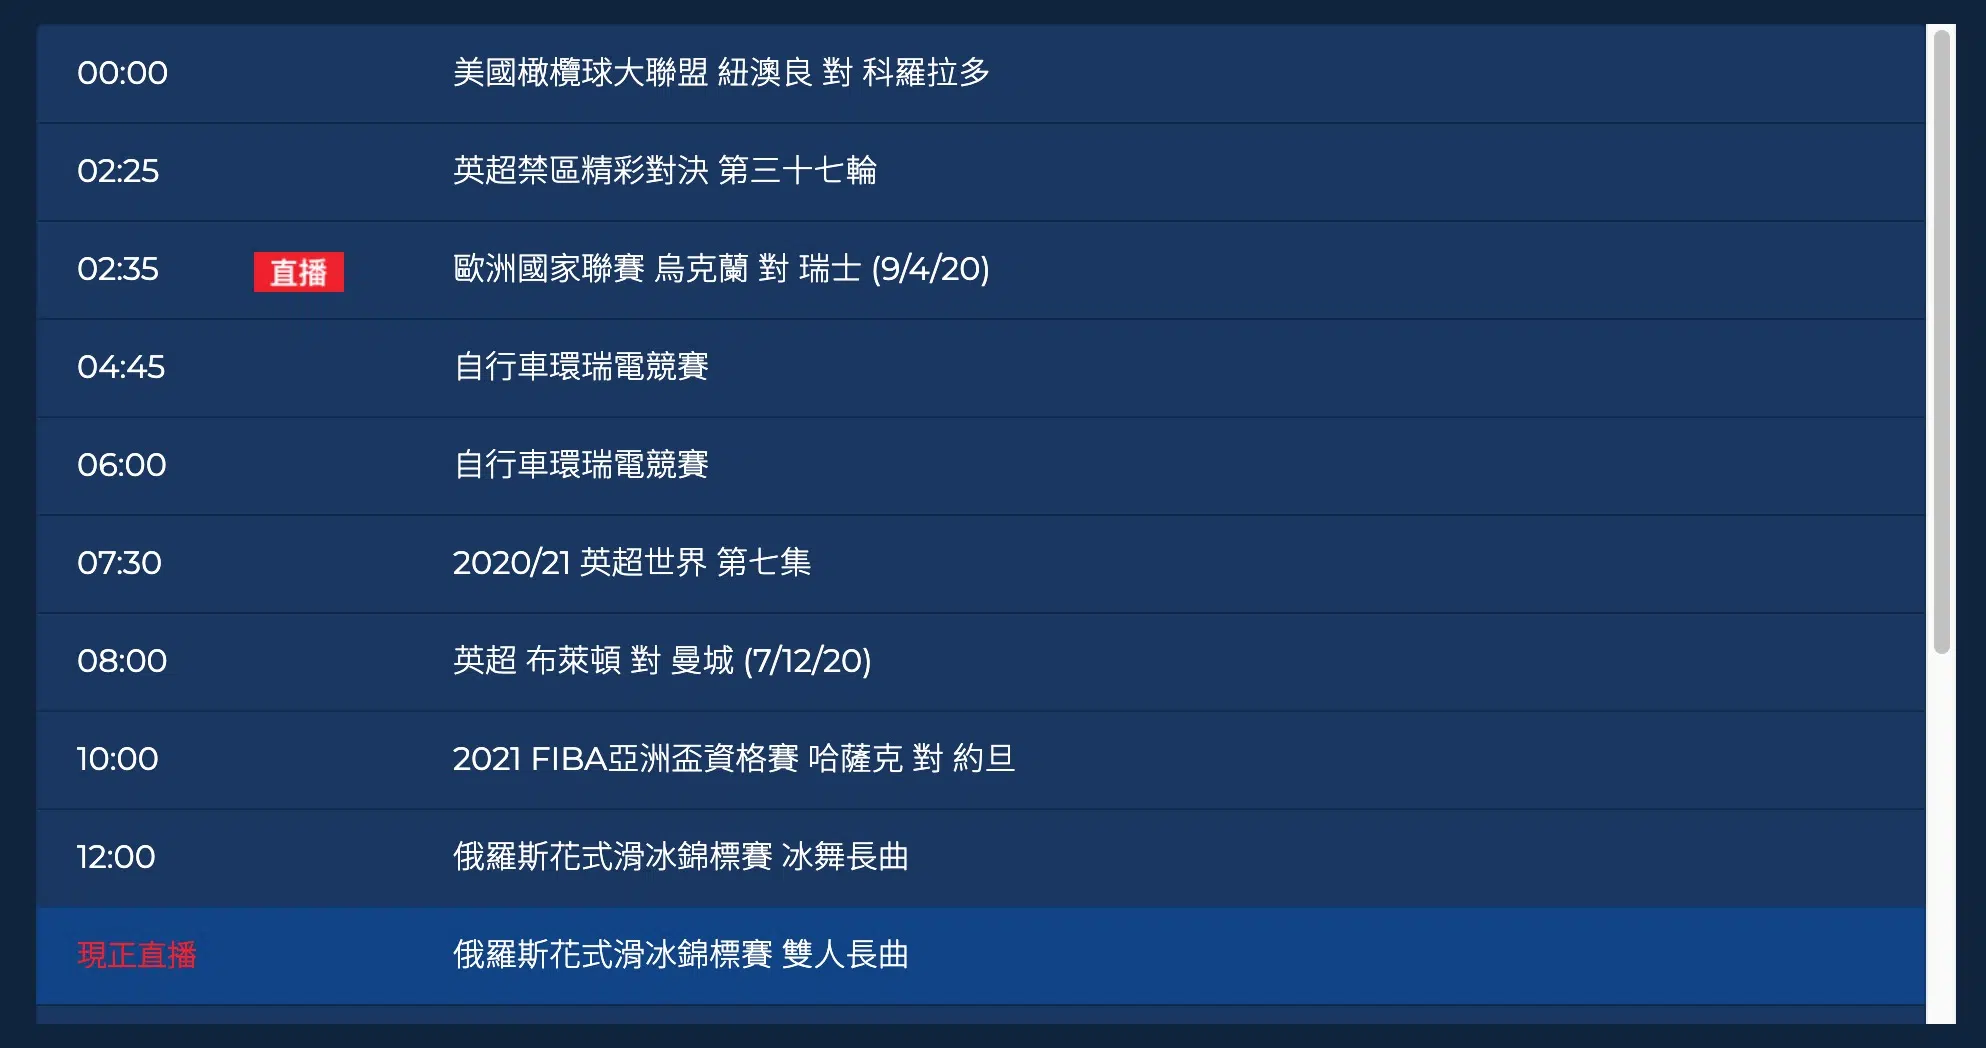 00:00 美國橄欖球大聯盟 紐澳良 對 科羅拉多
02:25 英超禁區精彩對決 第三十七輪
02:35 直播 歐洲國家聯賽 烏克蘭 對 瑞士 (9/4/20)
04:45 自行車環瑞電競賽
06:00 自行車環瑞電競賽
07:30 2020/21 英超世界 第七集
08:00 英超 布萊頓 對 曼城 (7/12/20)
10:00 2021 FIBA亞洲盃資格賽 哈薩克 對 約旦
12:00 俄羅斯花式滑冰錦標賽 冰舞長曲
現正直播 俄羅斯花式滑冰錦標賽 雙人長曲